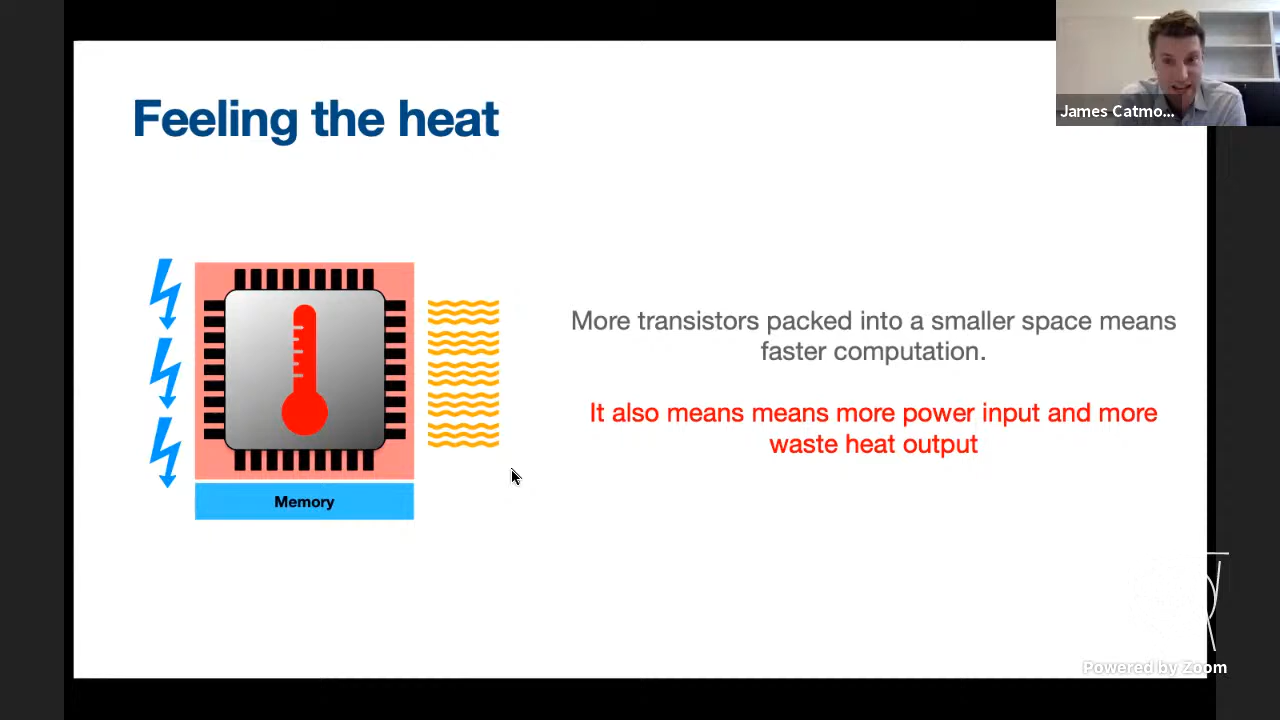 Feeling the heat
James Catmo...
More transistors packed into a smaller space means
faster computation.
It also means means more power input and more
waste heat output
Memory
Powered by Zoom